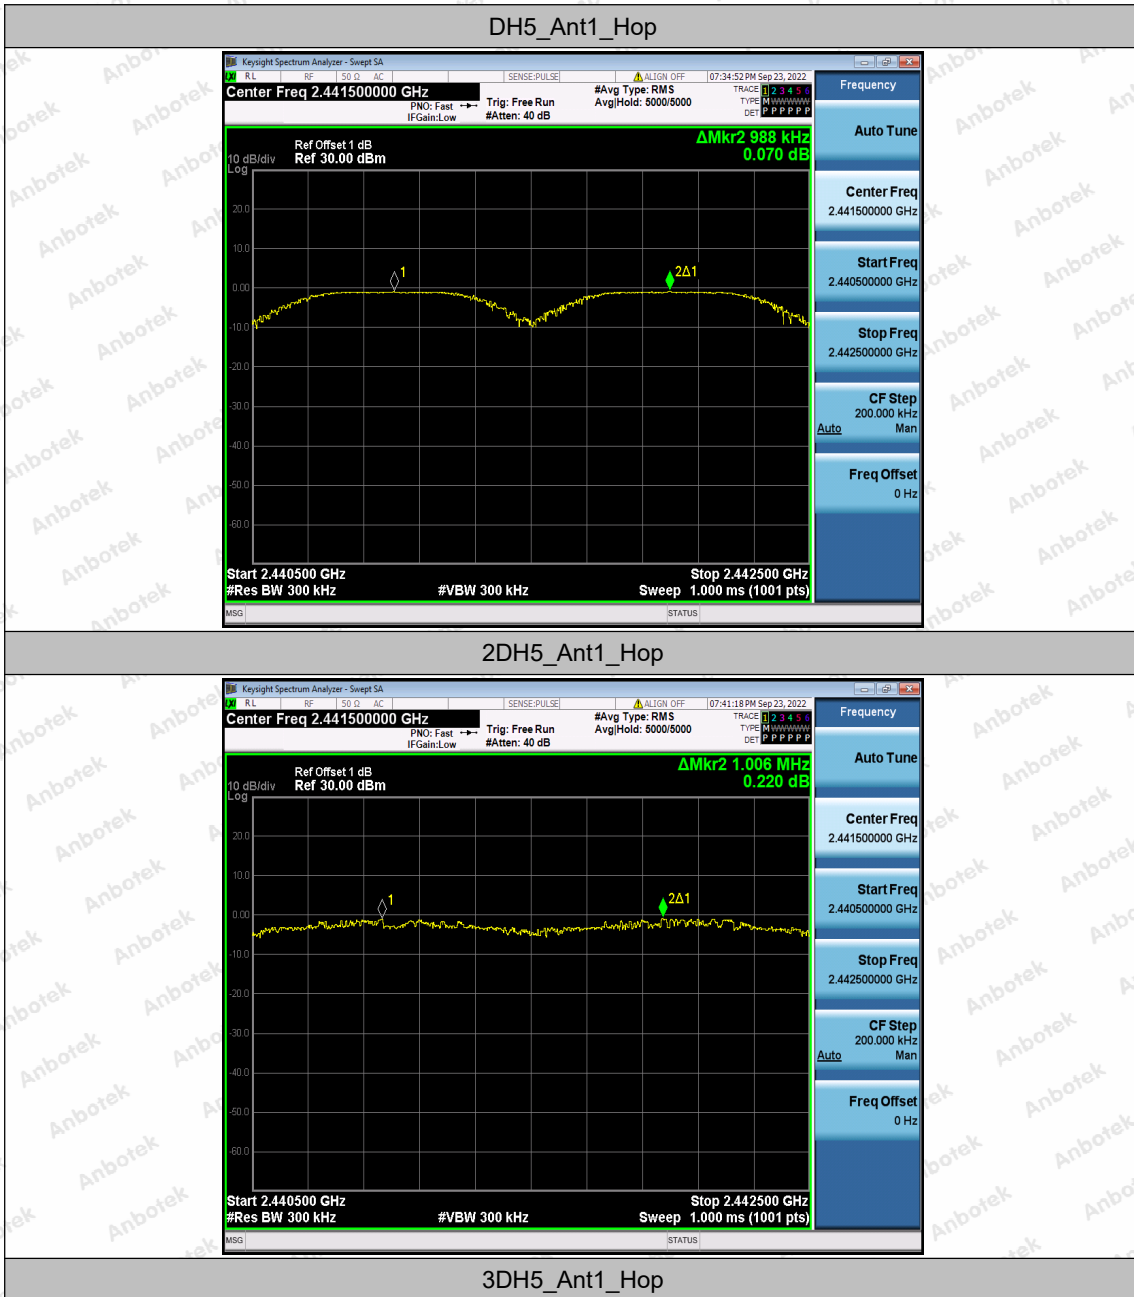 DH5_Ant1_Hop
Keysight Spectrum Analyzer - Swept SA
LXI RL RF 50 Ω AC SENSE:PULSE ALIGN OFF 07:34:52 PM Sep 23, 2022
Center Freq 2.441500000 GHz
PNO: Fast
IFGain:Low
Trig: Free Run
#Atten: 40 dB
#Avg Type: RMS
Avg|Hold: 5000/5000
TRACE 1 2 3 4 5 6
TYPE M W W W W W
DET P P P P P P
ΔMkr2 988 kHz
0.070 dB
Ref Offset 1 dB
10 dB/div Ref 30.00 dBm
Log
20.0
10.0
0.00
-10.0
-20.0
-30.0
-40.0
-50.0
-60.0
1
2Δ1
Start 2.440500 GHz Stop 2.442500 GHz
#Res BW 300 kHz #VBW 300 kHz Sweep 1.000 ms (1001 pts)
MSG STATUS
Frequency
Auto Tune
Center Freq
2.441500000 GHz
Start Freq
2.440500000 GHz
Stop Freq
2.442500000 GHz
CF Step
200.000 kHz
Auto Man
Freq Offset
0 Hz
2DH5_Ant1_Hop
Keysight Spectrum Analyzer - Swept SA
LXI RL RF 50 Ω AC SENSE:PULSE ALIGN OFF 07:41:18 PM Sep 23, 2022
Center Freq 2.441500000 GHz
PNO: Fast
IFGain:Low
Trig: Free Run
#Atten: 40 dB
#Avg Type: RMS
Avg|Hold: 5000/5000
TRACE 1 2 3 4 5 6
TYPE M W W W W W
DET P P P P P P
ΔMkr2 1.006 MHz
0.220 dB
Ref Offset 1 dB
10 dB/div Ref 30.00 dBm
Log
20.0
10.0
0.00
-10.0
-20.0
-30.0
-40.0
-50.0
-60.0
1
2Δ1
Start 2.440500 GHz Stop 2.442500 GHz
#Res BW 300 kHz #VBW 300 kHz Sweep 1.000 ms (1001 pts)
MSG STATUS
Frequency
Auto Tune
Center Freq
2.441500000 GHz
Start Freq
2.440500000 GHz
Stop Freq
2.442500000 GHz
CF Step
200.000 kHz
Auto Man
Freq Offset
0 Hz
3DH5_Ant1_Hop
Anbotek